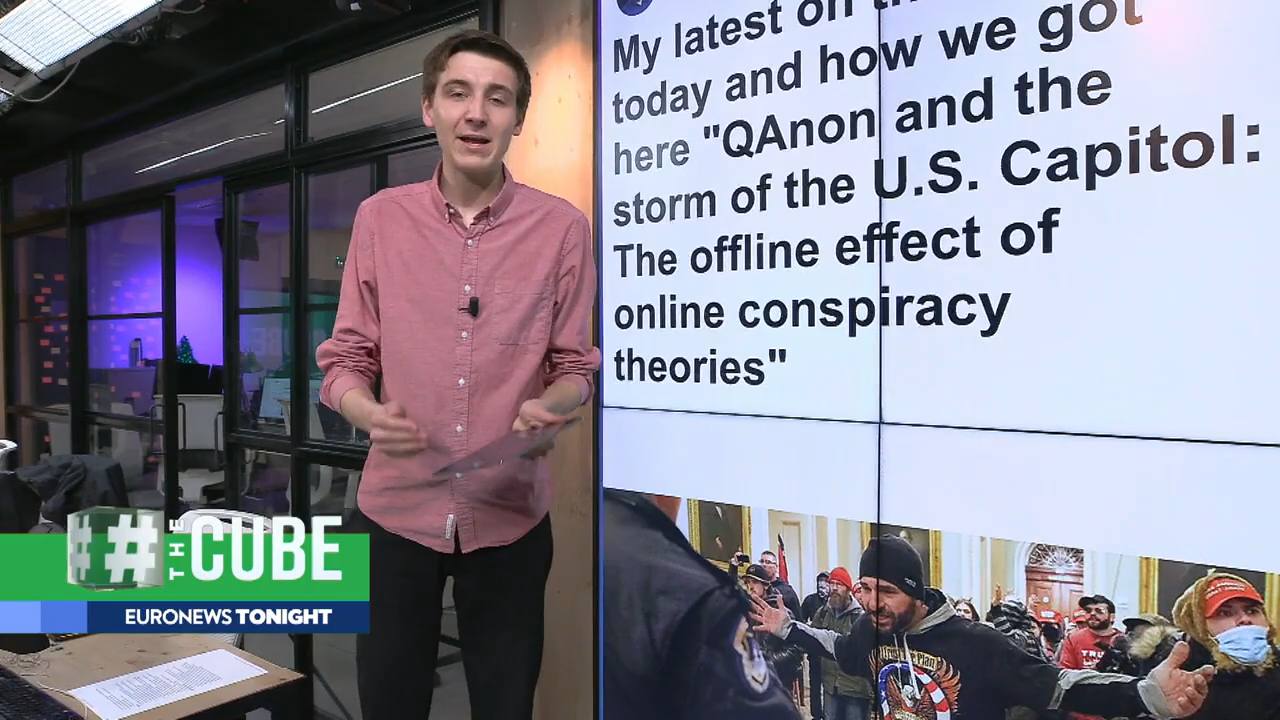 My latest on
today and how we got
here "QAnon and the
storm of the U.S. Capitol:
The offline effect of
online conspiracy
theories"
# # THE CUBE
EURONEWS TONIGHT